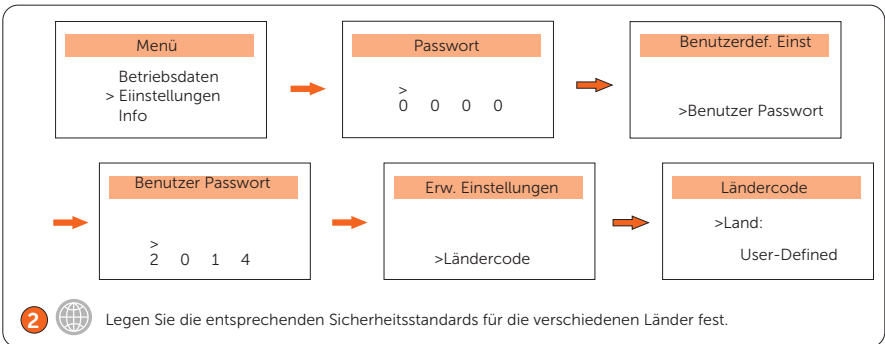 Menü
Betriebsdaten
> Eiinstellungen
Info
Passwort
>
0 0 0 0
Benutzerdef. Einst
>Benutzer Passwort
Benutzer Passwort
>
2 0 1 4
Erw. Einstellungen
>Ländercode
Ländercode
>Land:
User-Defined
2 Legen Sie die entsprechenden Sicherheitsstandards für die verschiedenen Länder fest.